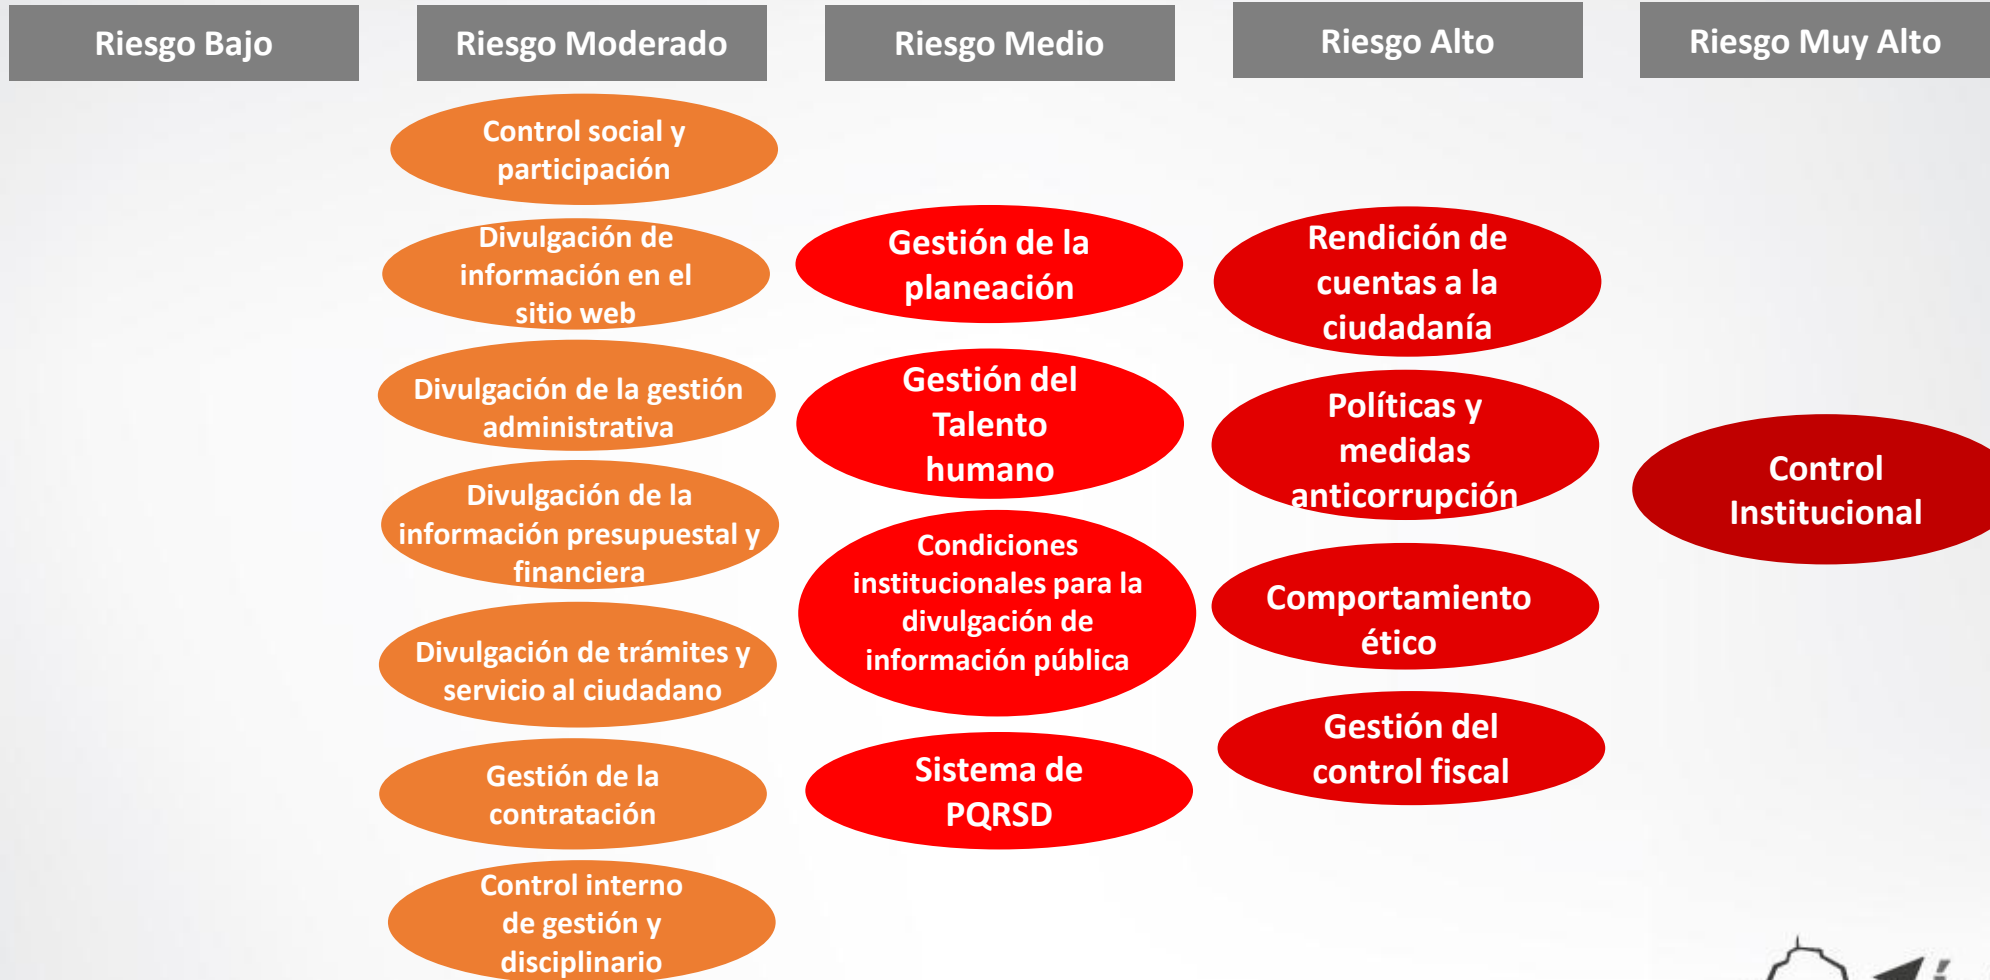 Riesgo Bajo
Riesgo Moderado
Riesgo Medio
Riesgo Alto
Riesgo Muy Alto
Control social y
participación
Divulgación de
información en el
sitio web
Divulgación de la gestión
administrativa
Divulgación de la
información presupuestal y
financiera
Divulgación de trámites y
servicio al ciudadano
Gestión de la
contratación
Control interno
de gestión y
disciplinario
Gestión de la
planeación
Gestión del
Talento
humano
Condiciones
institucionales para la
divulgación de
información pública
Sistema de
PQRSD
Rendición de
cuentas a la
ciudadanía
Políticas y
medidas
anticorrupción
Comportamiento
ético
Gestión del
control fiscal
Control
Institucional